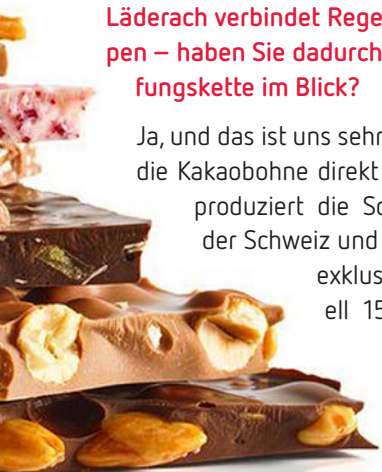 Läderach verbindet Rege
pen – haben Sie dadurch
fungskette im Blick?
Ja, und das ist uns sehr
die Kakaobohne direkt
produziert die Sc
der Schweiz und
exklus
ell 15